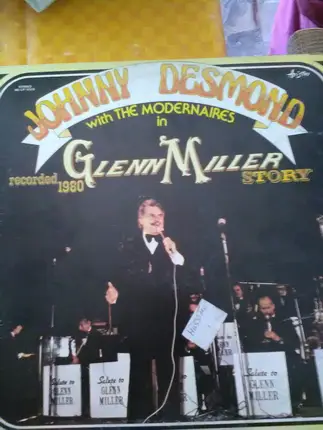 JOHNNY DESMOND
with THE MODERNAIRES
in
GLENN MILLER
STORY
recorded
1980
Salute to
GLENN
MILLER
Salute to
GLENN
MILLER
Salute to
GLENN
MILLER
MILLER